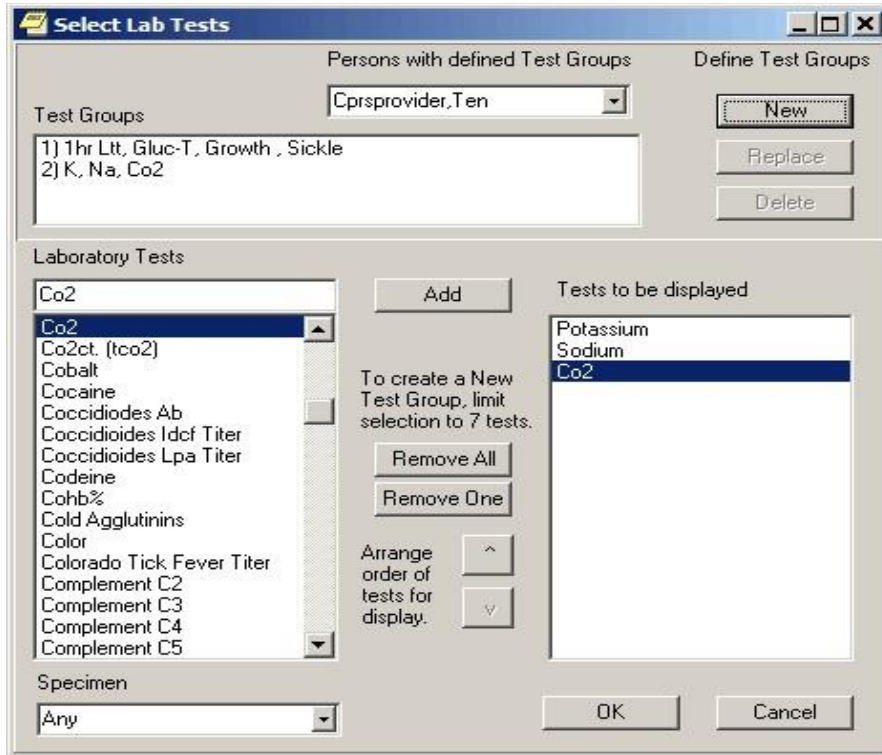 Select Lab Tests
Persons with defined Test Groups
Define Test Groups
Cprsprovider,Ten
New
Test Groups
1) 1hr Ltt, Gluc-T, Growth , Sickle
2) K, Na, Co2
Replace
Delete
Laboratory Tests
Co2
Co2
Co2ct. (tco2)
Cobalt
Cocaine
Coccidiodes Ab
Coccidioides Idcf Titer
Coccidioides Lpa Titer
Codeine
Cohb%
Cold Agglutinins
Color
Colorado Tick Fever Titer
Complement C2
Complement C3
Complement C4
Complement C5
Specimen
Any
Add
To create a New
Test Group, limit
selection to 7 tests.
Remove All
Remove One
Arrange
order of
tests for
display.
^
v
Tests to be displayed
Potassium
Sodium
Co2
OK
Cancel